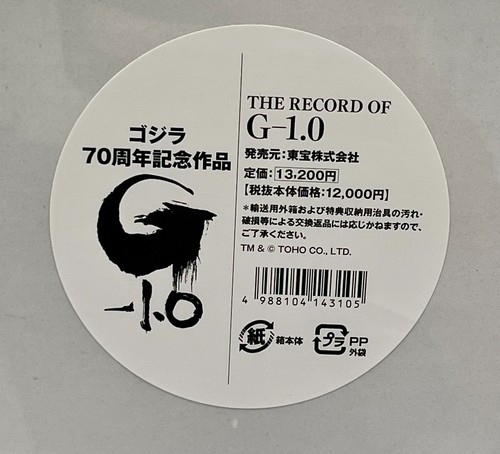 ゴジラ
70周年記念作品
G
-1.0
THE RECORD OF
G-1.0
発売元：東宝株式会社
定価：13,200円
【税抜本体価格：12,000円】
＊輸送用外箱および特典収納用治具の汚れ・
破損等による交換返品には応じかねますので、
ご了承ください。
TM & © TOHO CO., LTD.
4 988104 143105
紙 箱本体
プラ PP
外袋